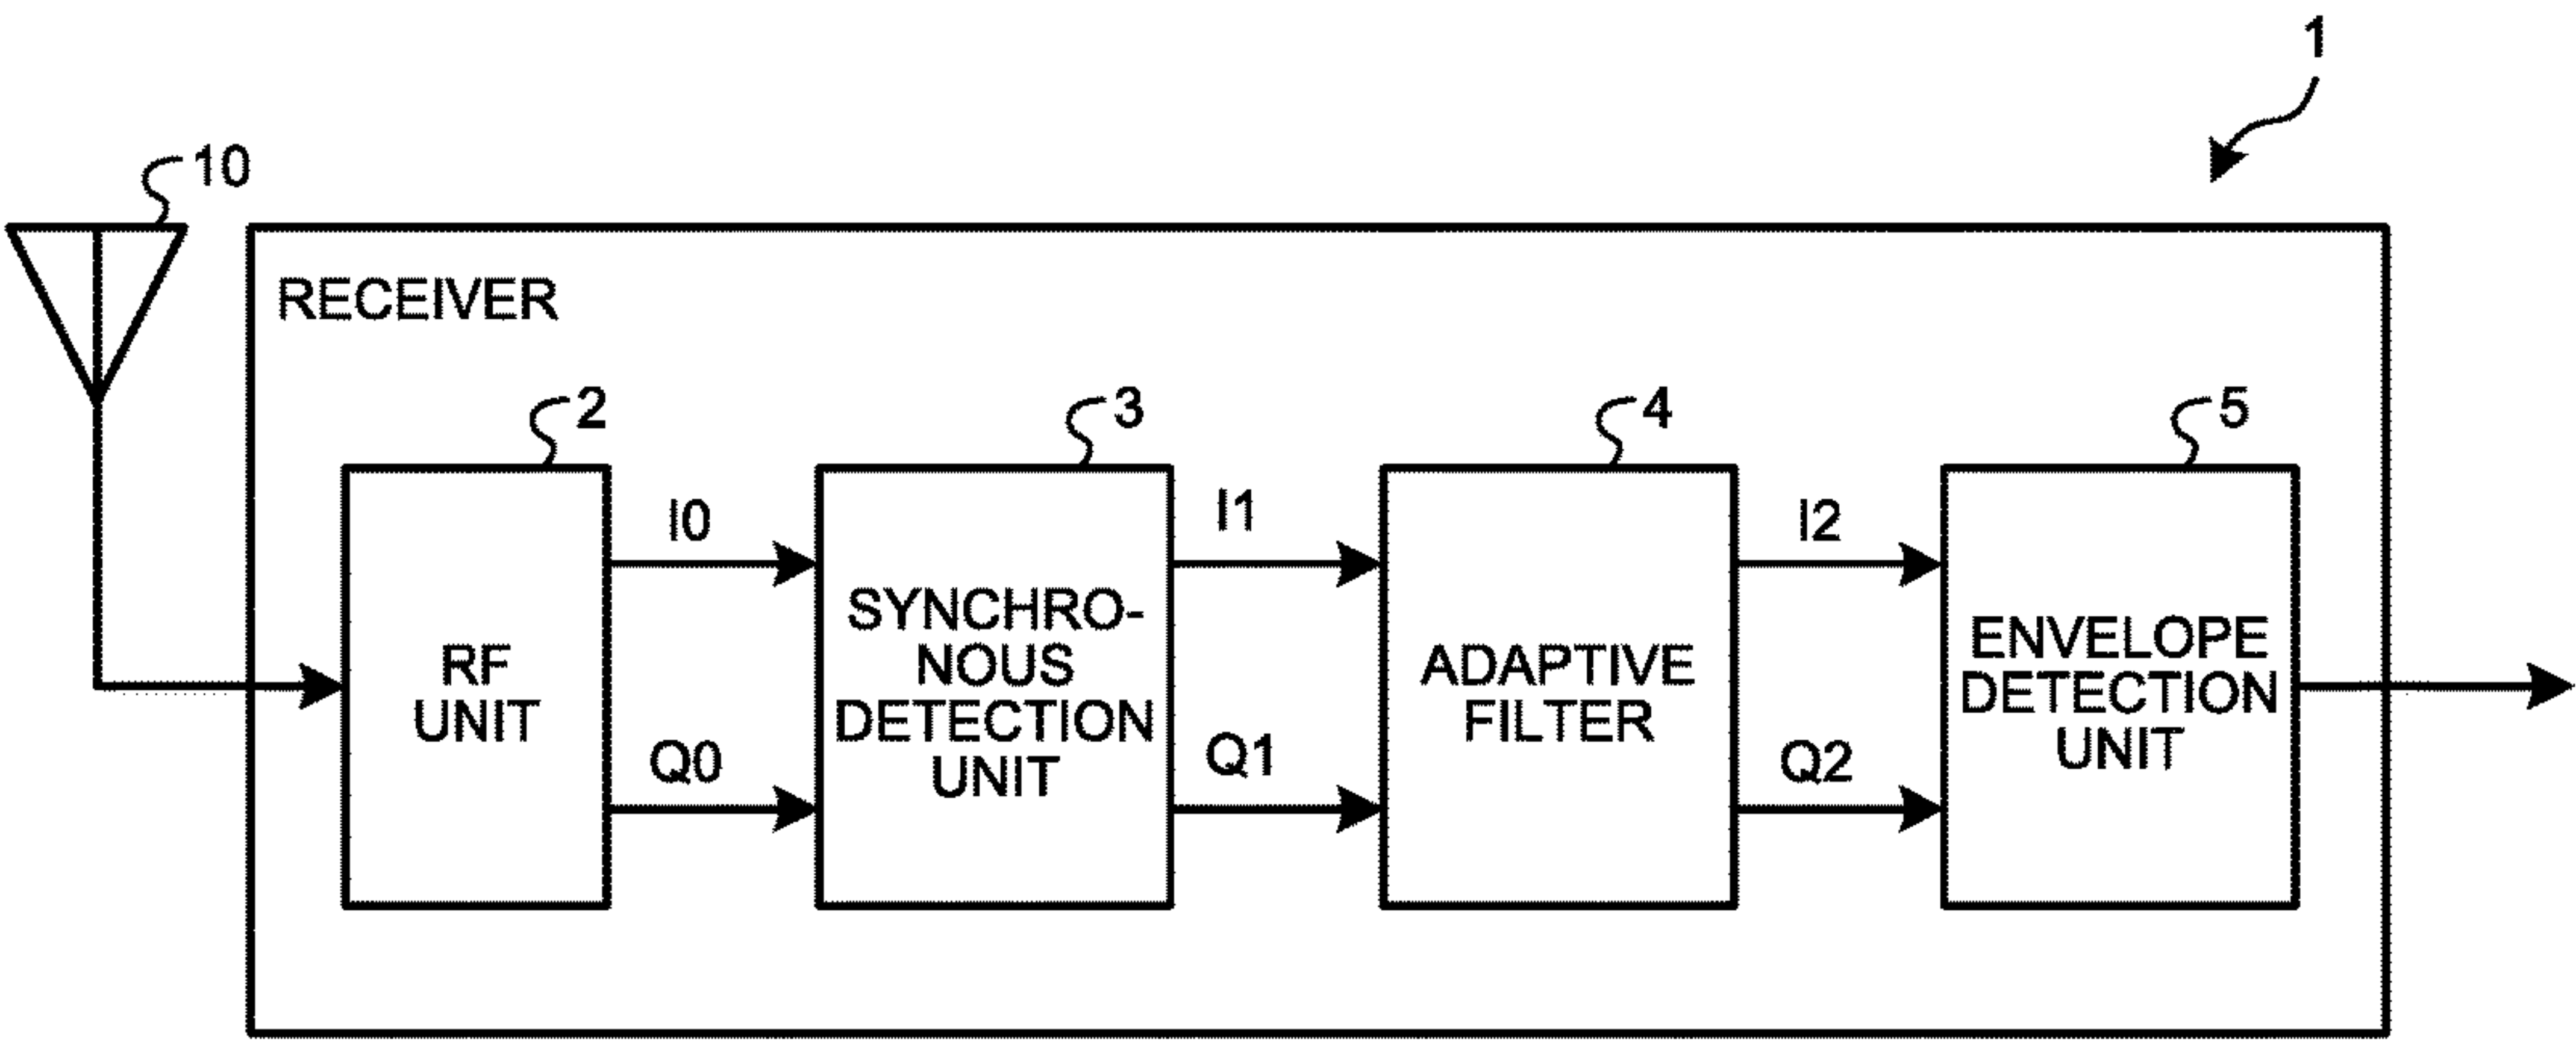 1
10
RECEIVER
2
3
4
5
I0
I1
I2
RF
UNIT
SYNCHRO-
NOUS
DETECTION
UNIT
ADAPTIVE
FILTER
ENVELOPE
DETECTION
UNIT
Q0
Q1
Q2